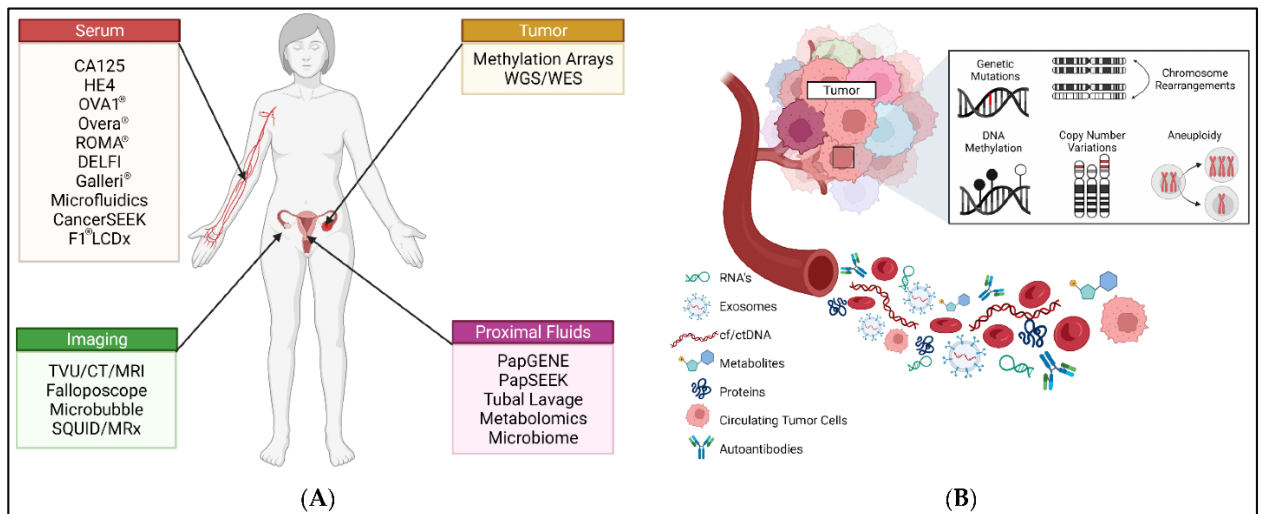 Serum
CA125
HE4
OVA1®
Overa®
ROMA®
DELFI
Galleri®
Microfluidics
CancerSEEK
F1®LCDx
Tumor
Methylation Arrays
WGS/WES
Imaging
TVU/CT/MRI
Falloposcope
Microbubble
SQUID/MRx
Proximal Fluids
PapGENE
PapSEEK
Tubal Lavage
Metabolomics
Microbiome
(A)
Tumor
Genetic
Mutations
Chromosome
Rearrangements
DNA
Methylation
Copy Number
Variations
Aneuploidy
RNA's
Exosomes
cf/ctDNA
Metabolites
Proteins
Circulating Tumor Cells
Autoantibodies
(B)